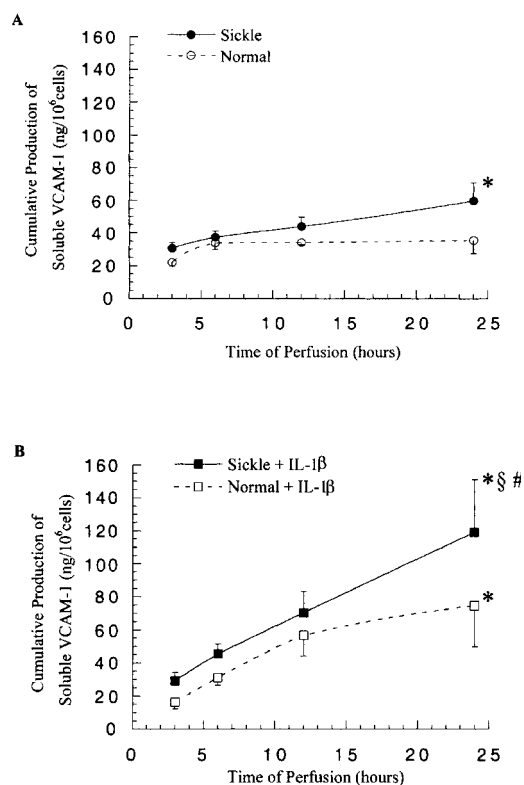 A
Sickle
Normal
Cumulative Production of
Soluble VCAM-1 (ng/10⁶cells)
160
140
120
100
80
60
40
20
0
*
0 5 10 15 20 25
Time of Perfusion (hours)
B
Sickle + IL-1β
Normal + IL-1β
Cumulative Production of
Soluble VCAM-1 (ng/10⁶cells)
160
140
120
100
80
60
40
20
0
* § #
*
0 5 10 15 20 25
Time of Perfusion (hours)